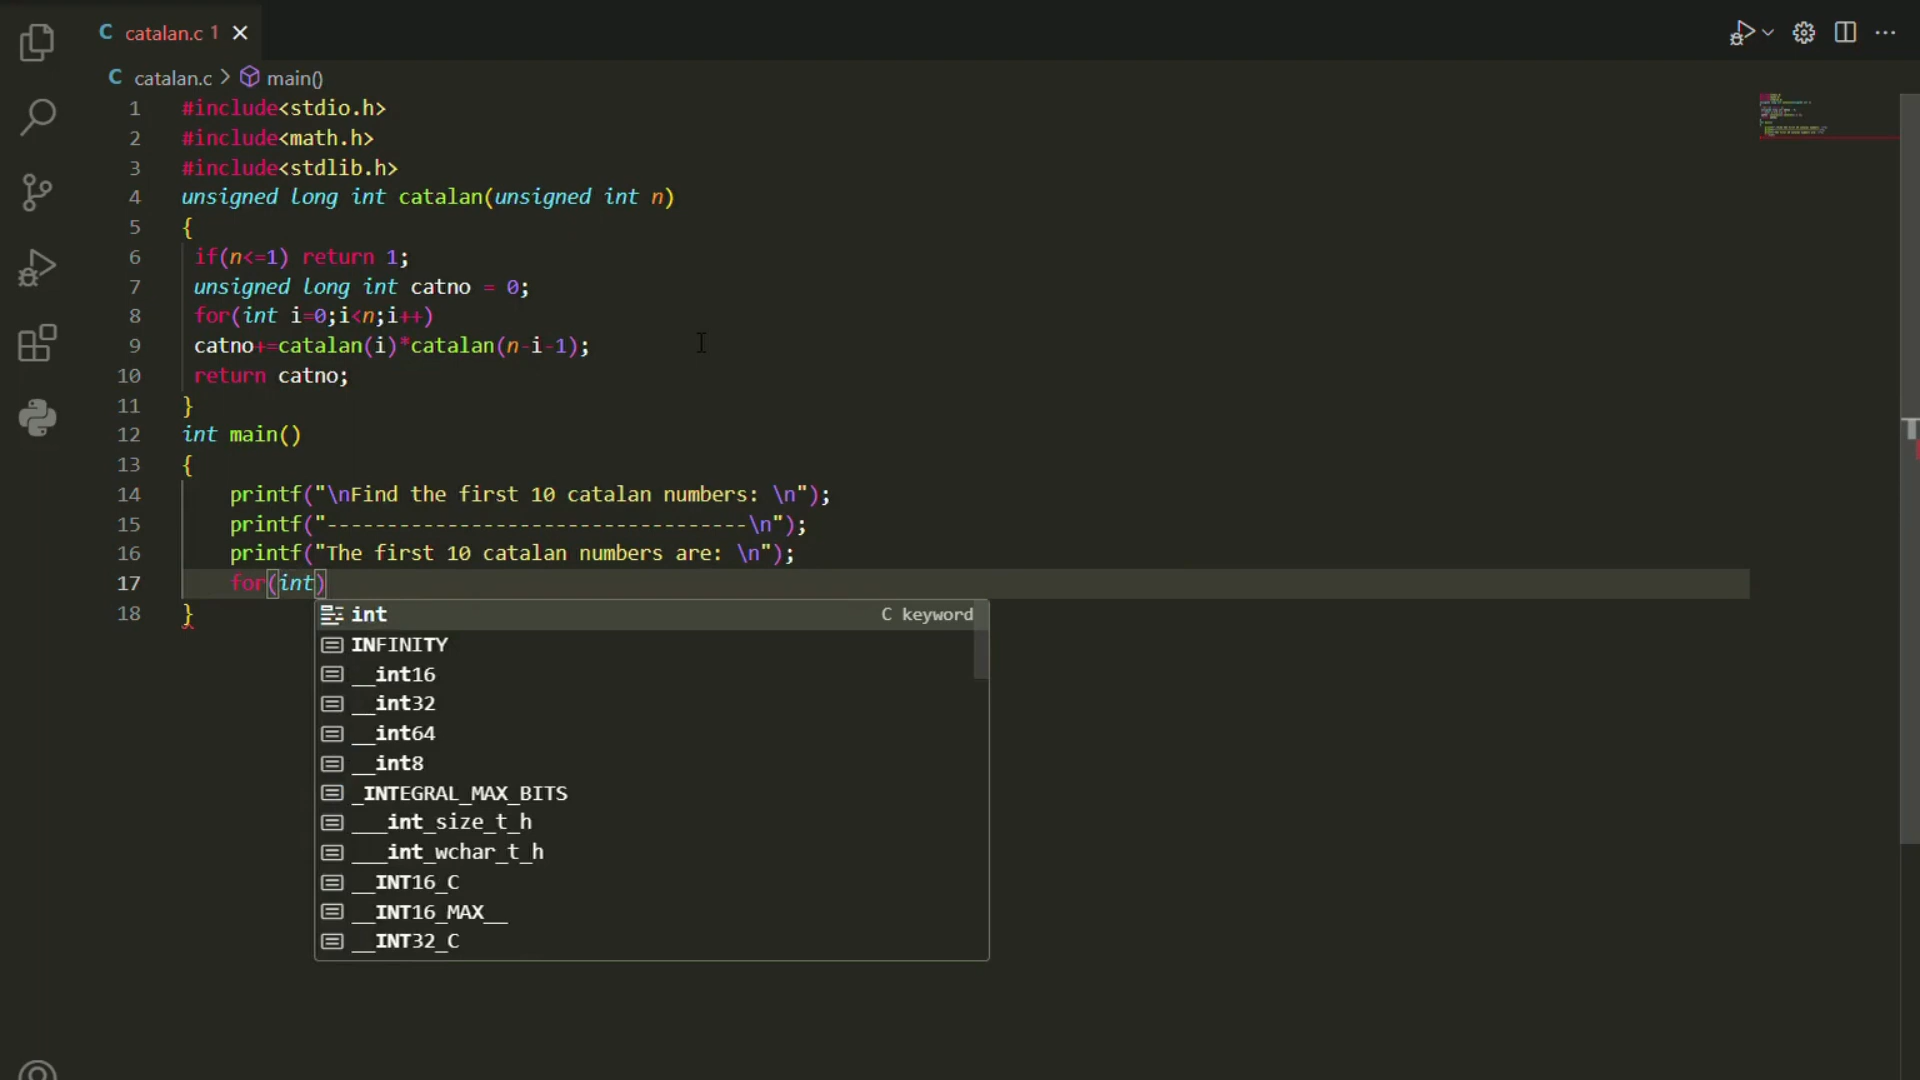 C catalan.c 1
C catalan.c > main()
1 #include<stdio.h>
2 #include<math.h>
3 #include<stdlib.h>
4 unsigned long int catalan(unsigned int n)
5 {
6 if(n<=1) return 1;
7 unsigned long int catno = 0;
8 for(int i=0;i<n;i++)
9 catno+=catalan(i)*catalan(n-i-1);
10 return catno;
11 }
12 int main()
13 {
14 printf("\nFind the first 10 catalan numbers: \n");
15 printf("-----------------------------------\n");
16 printf("The first 10 catalan numbers are: \n");
17 for(int)
18 }
int C keyword
INFINITY
__int16
__int32
__int64
__int8
_INTEGRAL_MAX_BITS
___int_size_t_h
___int_wchar_t_h
__INT16_C
__INT16_MAX__
__INT32_C